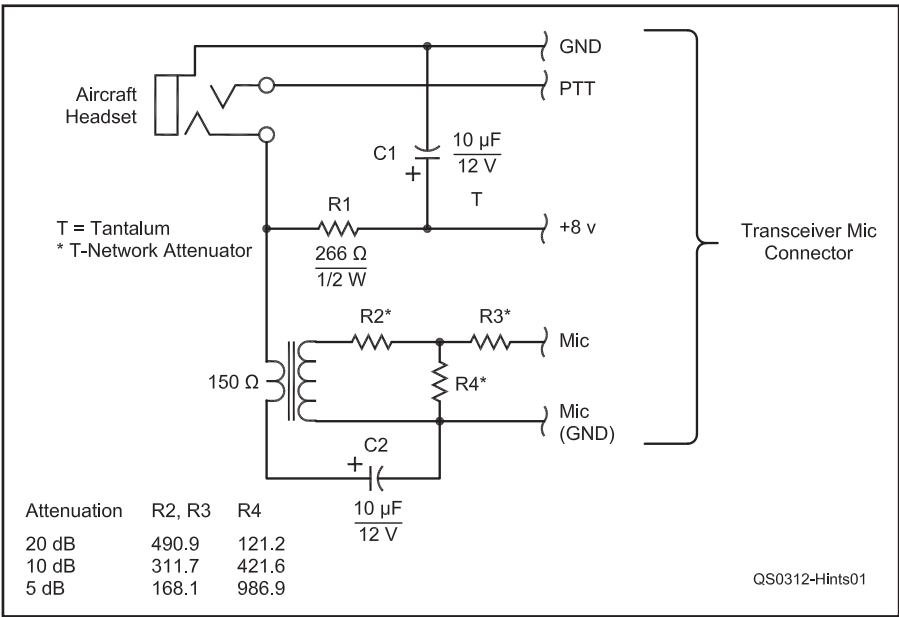 GND
PTT
Aircraft
Headset
C1
10 µF
12 V
+
T
R1
+8 v
T = Tantalum
* T-Network Attenuator
266 Ω
1/2 W
Transceiver Mic
Connector
R2*
R3*
Mic
150 Ω
R4*
Mic
(GND)
C2
+
10 µF
12 V
Attenuation R2, R3 R4
20 dB 490.9 121.2
10 dB 311.7 421.6
5 dB 168.1 986.9
QS0312-Hints01